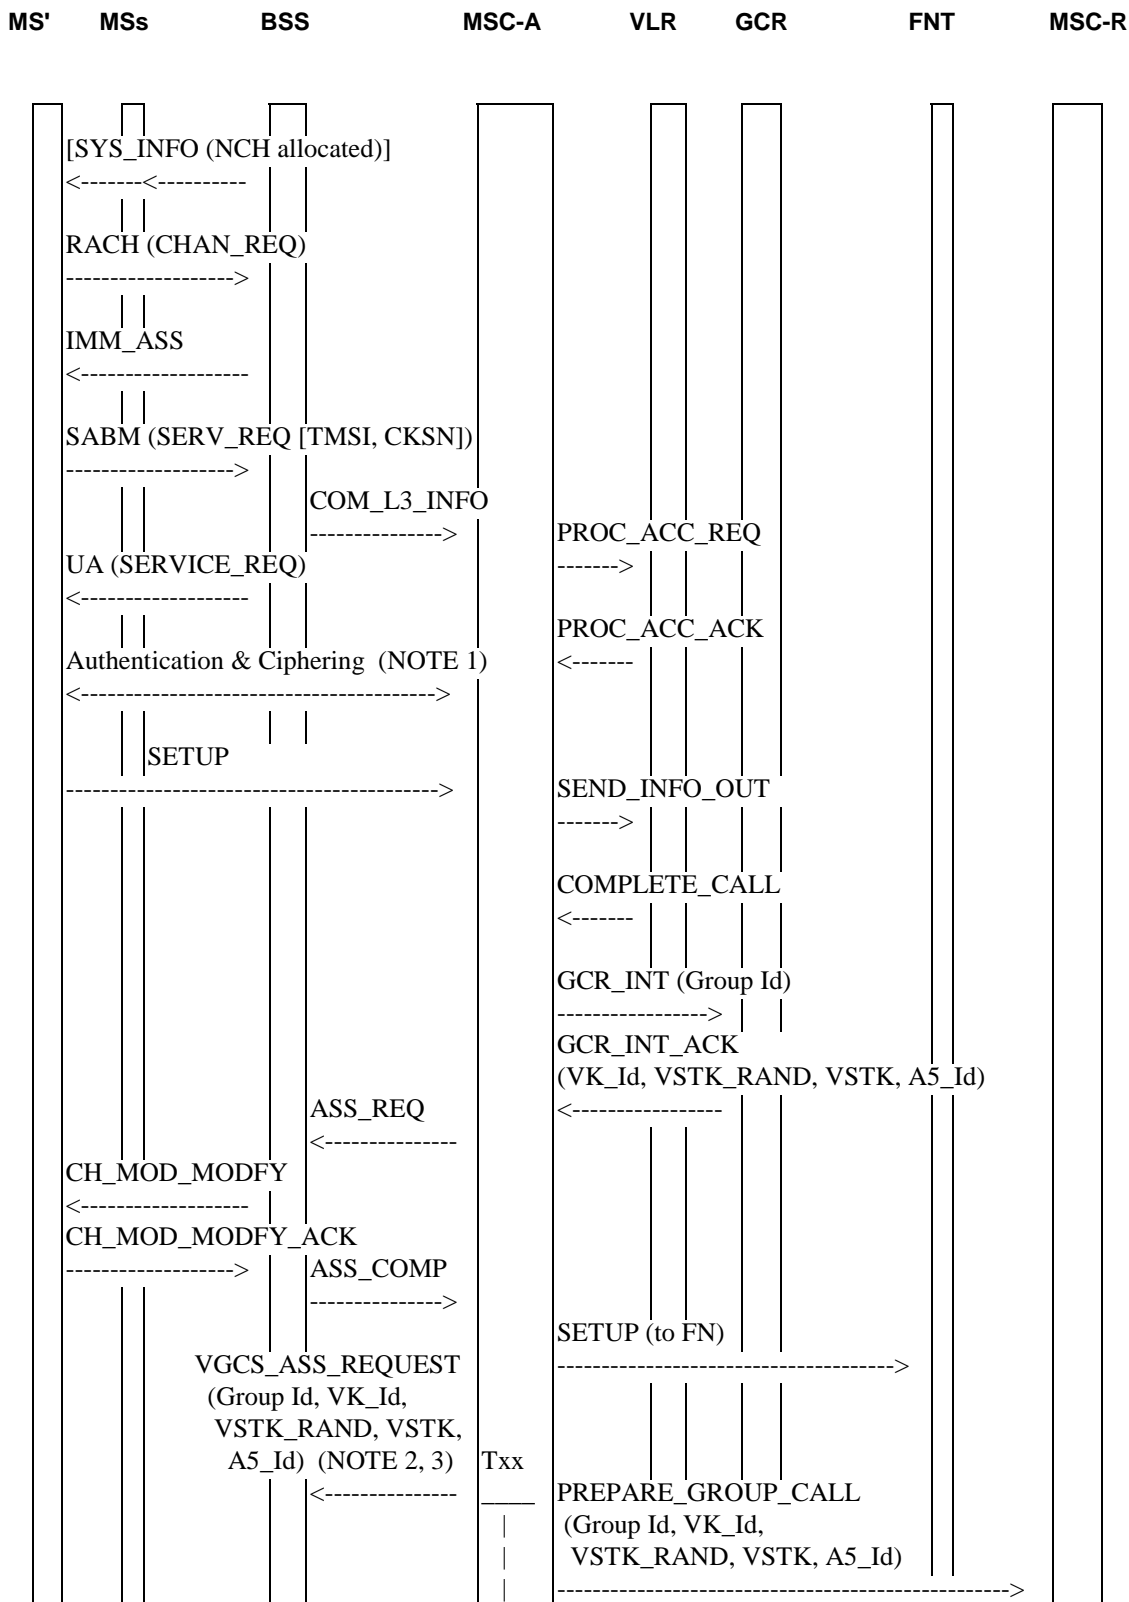 MS' MSs BSS MSC-A VLR GCR FNT MSC-R
[SYS_INFO (NCH allocated)]
<-------<----------
RACH (CHAN_REQ)
------------------->
IMM_ASS
<-------------------
SABM (SERV_REQ [TMSI, CKSN])
------------------->
COM_L3_INFO
---------------> PROC_ACC_REQ
UA (SERVICE_REQ) ------->
<-------------------
PROC_ACC_ACK
Authentication & Ciphering (NOTE 1) <-------
<---------------------------------------->
SETUP
------------------------------------------> SEND_INFO_OUT
------->
COMPLETE_CALL
<-------
GCR_INT (Group Id)
----------------->
GCR_INT_ACK
(VK_Id, VSTK_RAND, VSTK, A5_Id)
ASS_REQ <-----------------
<---------------
CH_MOD_MODFY
<-------------------
CH_MOD_MODFY_ACK
-------------------> ASS_COMP
--------------->
SETUP (to FN)
VGCS_ASS_REQUEST -------------------------------------->
(Group Id, VK_Id,
VSTK_RAND, VSTK,
A5_Id) (NOTE 2, 3) Txx
<--------------- ____ PREPARE_GROUP_CALL
| (Group Id, VK_Id,
| VSTK_RAND, VSTK, A5_Id)
| --------------------------------------------------->